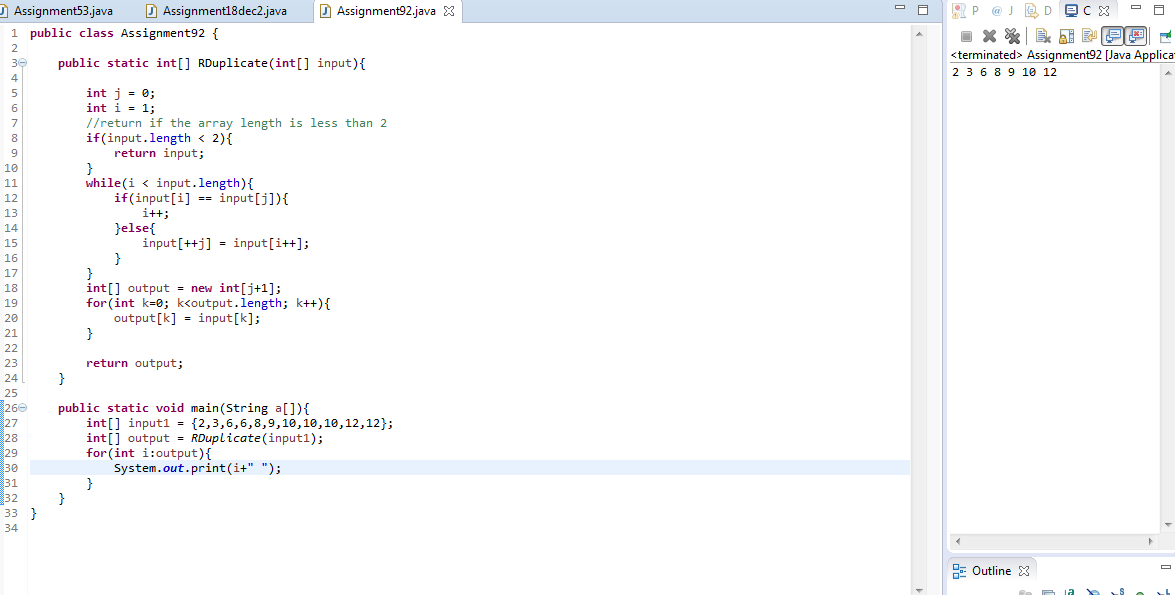 Assignment53.java Assignment18dec2.java Assignment92.java
P @ J D C
<terminated> Assignment92 [Java Applica
2 3 6 8 9 10 12
1 public class Assignment92 {
2
3 public static int[] RDuplicate(int[] input){
4
5 int j = 0;
6 int i = 1;
7 //return if the array length is less than 2
8 if(input.length < 2){
9 return input;
10 }
11 while(i < input.length){
12 if(input[i] == input[j]){
13 i++;
14 }else{
15 input[++j] = input[i++];
16 }
17 }
18 int[] output = new int[j+1];
19 for(int k=0; k<output.length; k++){
20 output[k] = input[k];
21 }
22
23 return output;
24 }
25
26 public static void main(String a[]){
27 int[] input1 = {2,3,6,6,8,9,10,10,10,12,12};
28 int[] output = RDuplicate(input1);
29 for(int i:output){
30 System.out.print(i+" ");
31 }
32 }
33 }
34
Outline